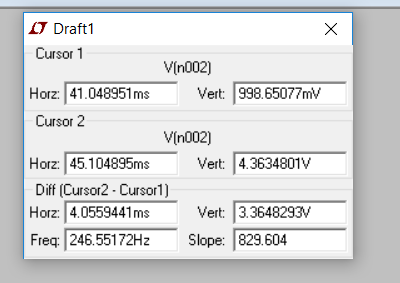 Draft1
Cursor 1
V(n002)
Horz: 41.048951ms Vert: 998.65077mV
Cursor 2
V(n002)
Horz: 45.104895ms Vert: 4.3634801V
Diff (Cursor2 - Cursor1)
Horz: 4.0559441ms Vert: 3.3648293V
Freq: 246.55172Hz Slope: 829.604